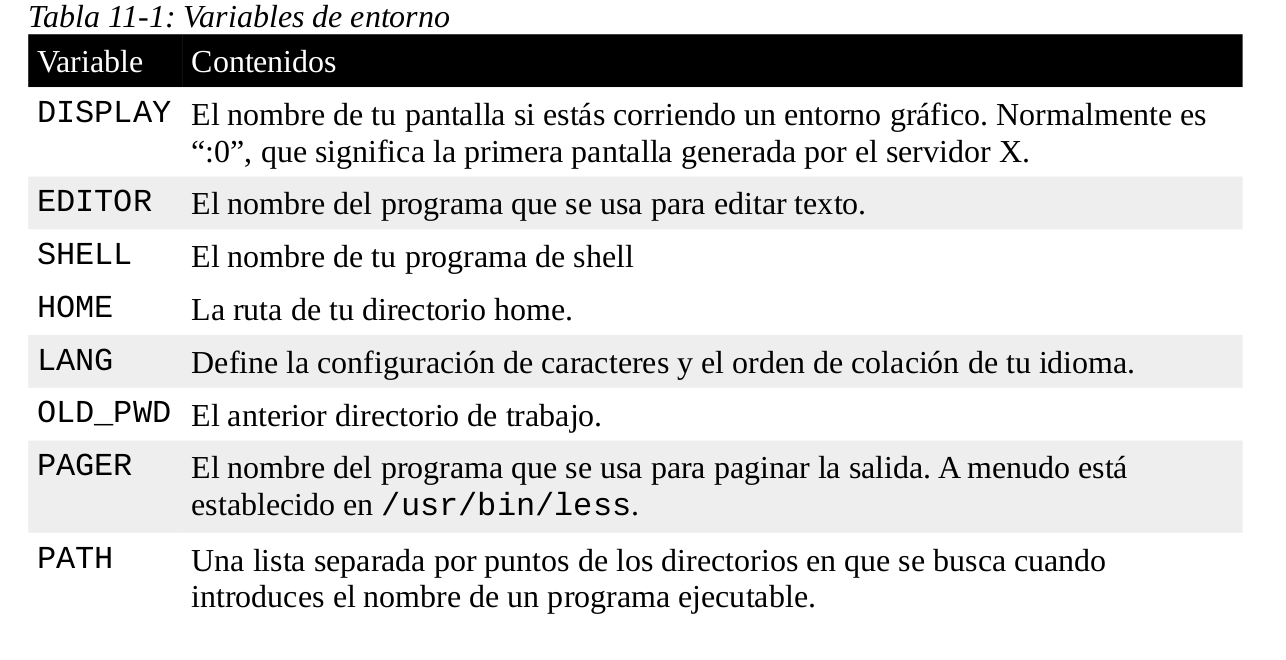 Tabla 11-1: Variables de entorno
Variable Contenidos
DISPLAY El nombre de tu pantalla si estás corriendo un entorno gráfico. Normalmente es
“:0”, que significa la primera pantalla generada por el servidor X.
EDITOR El nombre del programa que se usa para editar texto.
SHELL El nombre de tu programa de shell
HOME La ruta de tu directorio home.
LANG Define la configuración de caracteres y el orden de colación de tu idioma.
OLD_PWD El anterior directorio de trabajo.
PAGER El nombre del programa que se usa para paginar la salida. A menudo está
establecido en /usr/bin/less.
PATH Una lista separada por puntos de los directorios en que se busca cuando
introduces el nombre de un programa ejecutable.